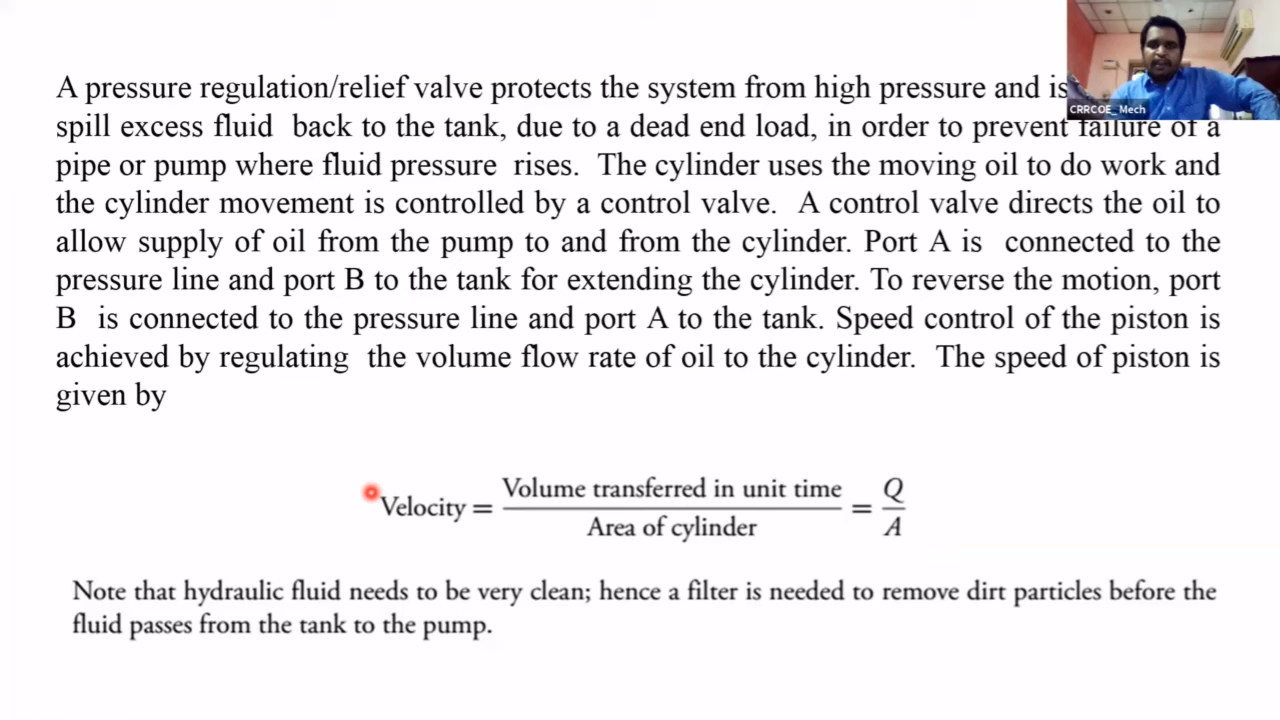 A pressure regulation/relief valve protects the system from high pressure and is
CRRCOE_ Mech
spill excess fluid back to the tank, due to a dead end load, in order to prevent failure of a
pipe or pump where fluid pressure rises. The cylinder uses the moving oil to do work and
the cylinder movement is controlled by a control valve. A control valve directs the oil to
allow supply of oil from the pump to and from the cylinder. Port A is connected to the
pressure line and port B to the tank for extending the cylinder. To reverse the motion, port
B is connected to the pressure line and port A to the tank. Speed control of the piston is
achieved by regulating the volume flow rate of oil to the cylinder. The speed of piston is
given by
Velocity = Volume transferred in unit time / Area of cylinder = Q / A
Note that hydraulic fluid needs to be very clean; hence a filter is needed to remove dirt particles before the
fluid passes from the tank to the pump.